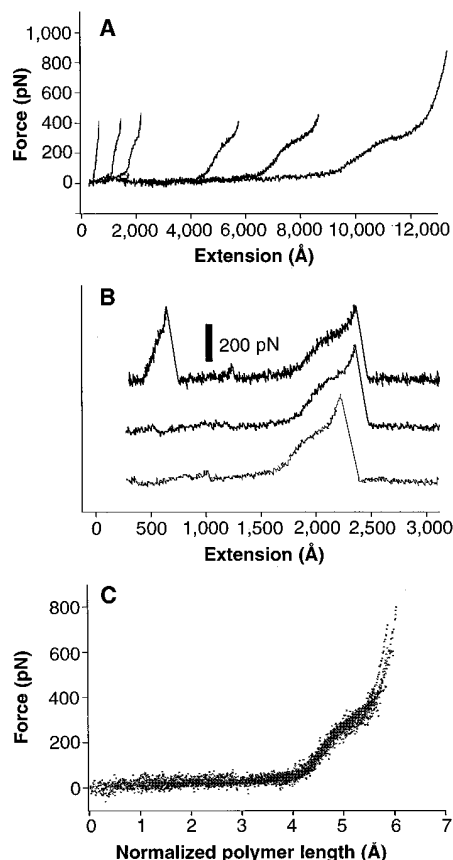 A
1,000
800
600
400
200
0
Force (pN)
0 2,000 4,000 6,000 8,000 10,000 12,000
Extension (Å)
B
200 pN
0 500 1,000 1,500 2,000 2,500 3,000
Extension (Å)
C
800
600
400
200
0
Force (pN)
0 1 2 3 4 5 6 7
Normalized polymer length (Å)